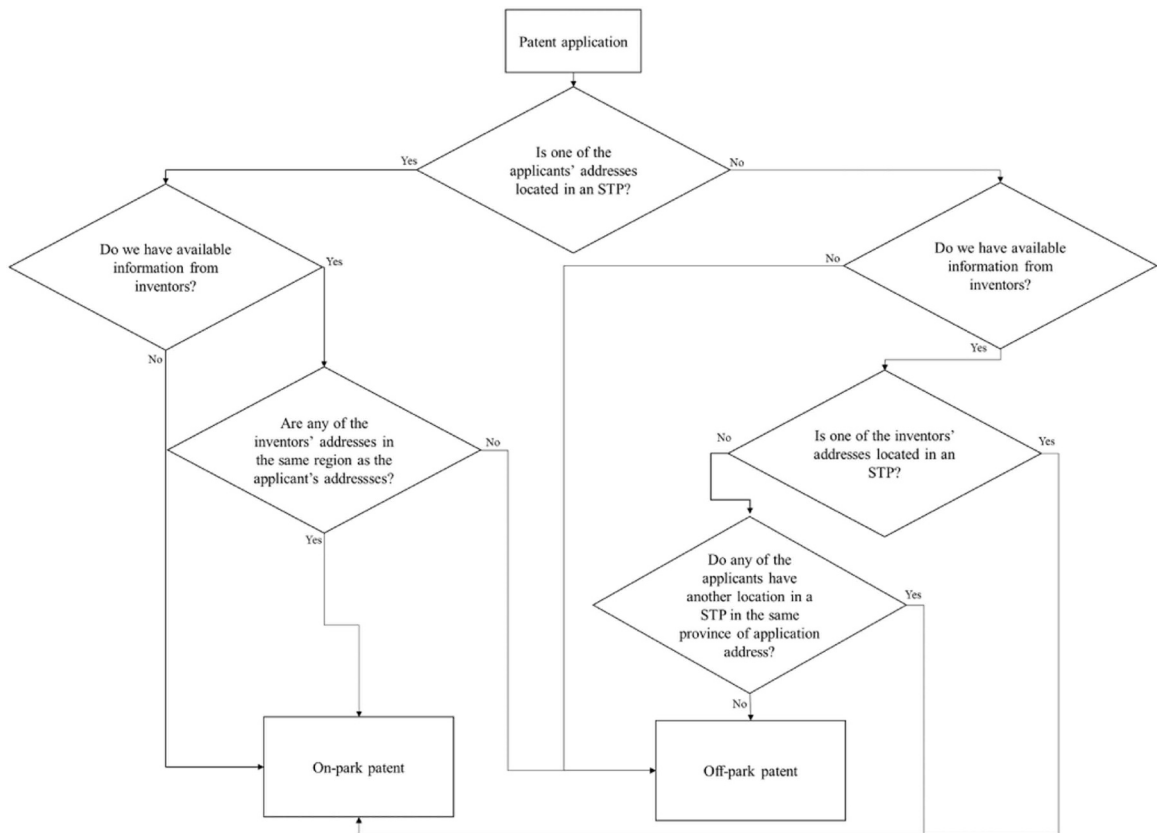 Patent application
Is one of the
applicants' addresses
located in an STP?
Yes
No
Do we have available
information from
inventors?
Yes
No
Do we have available
information from
inventors?
No
Yes
Are any of the
inventors' addresses in
the same region as the
applicant's addressses?
No
Yes
Is one of the inventors'
addresses located in an
STP?
No
Yes
Do any of the
applicants have
another location in a
STP in the same
province of application
address?
Yes
No
On-park patent
Off-park patent